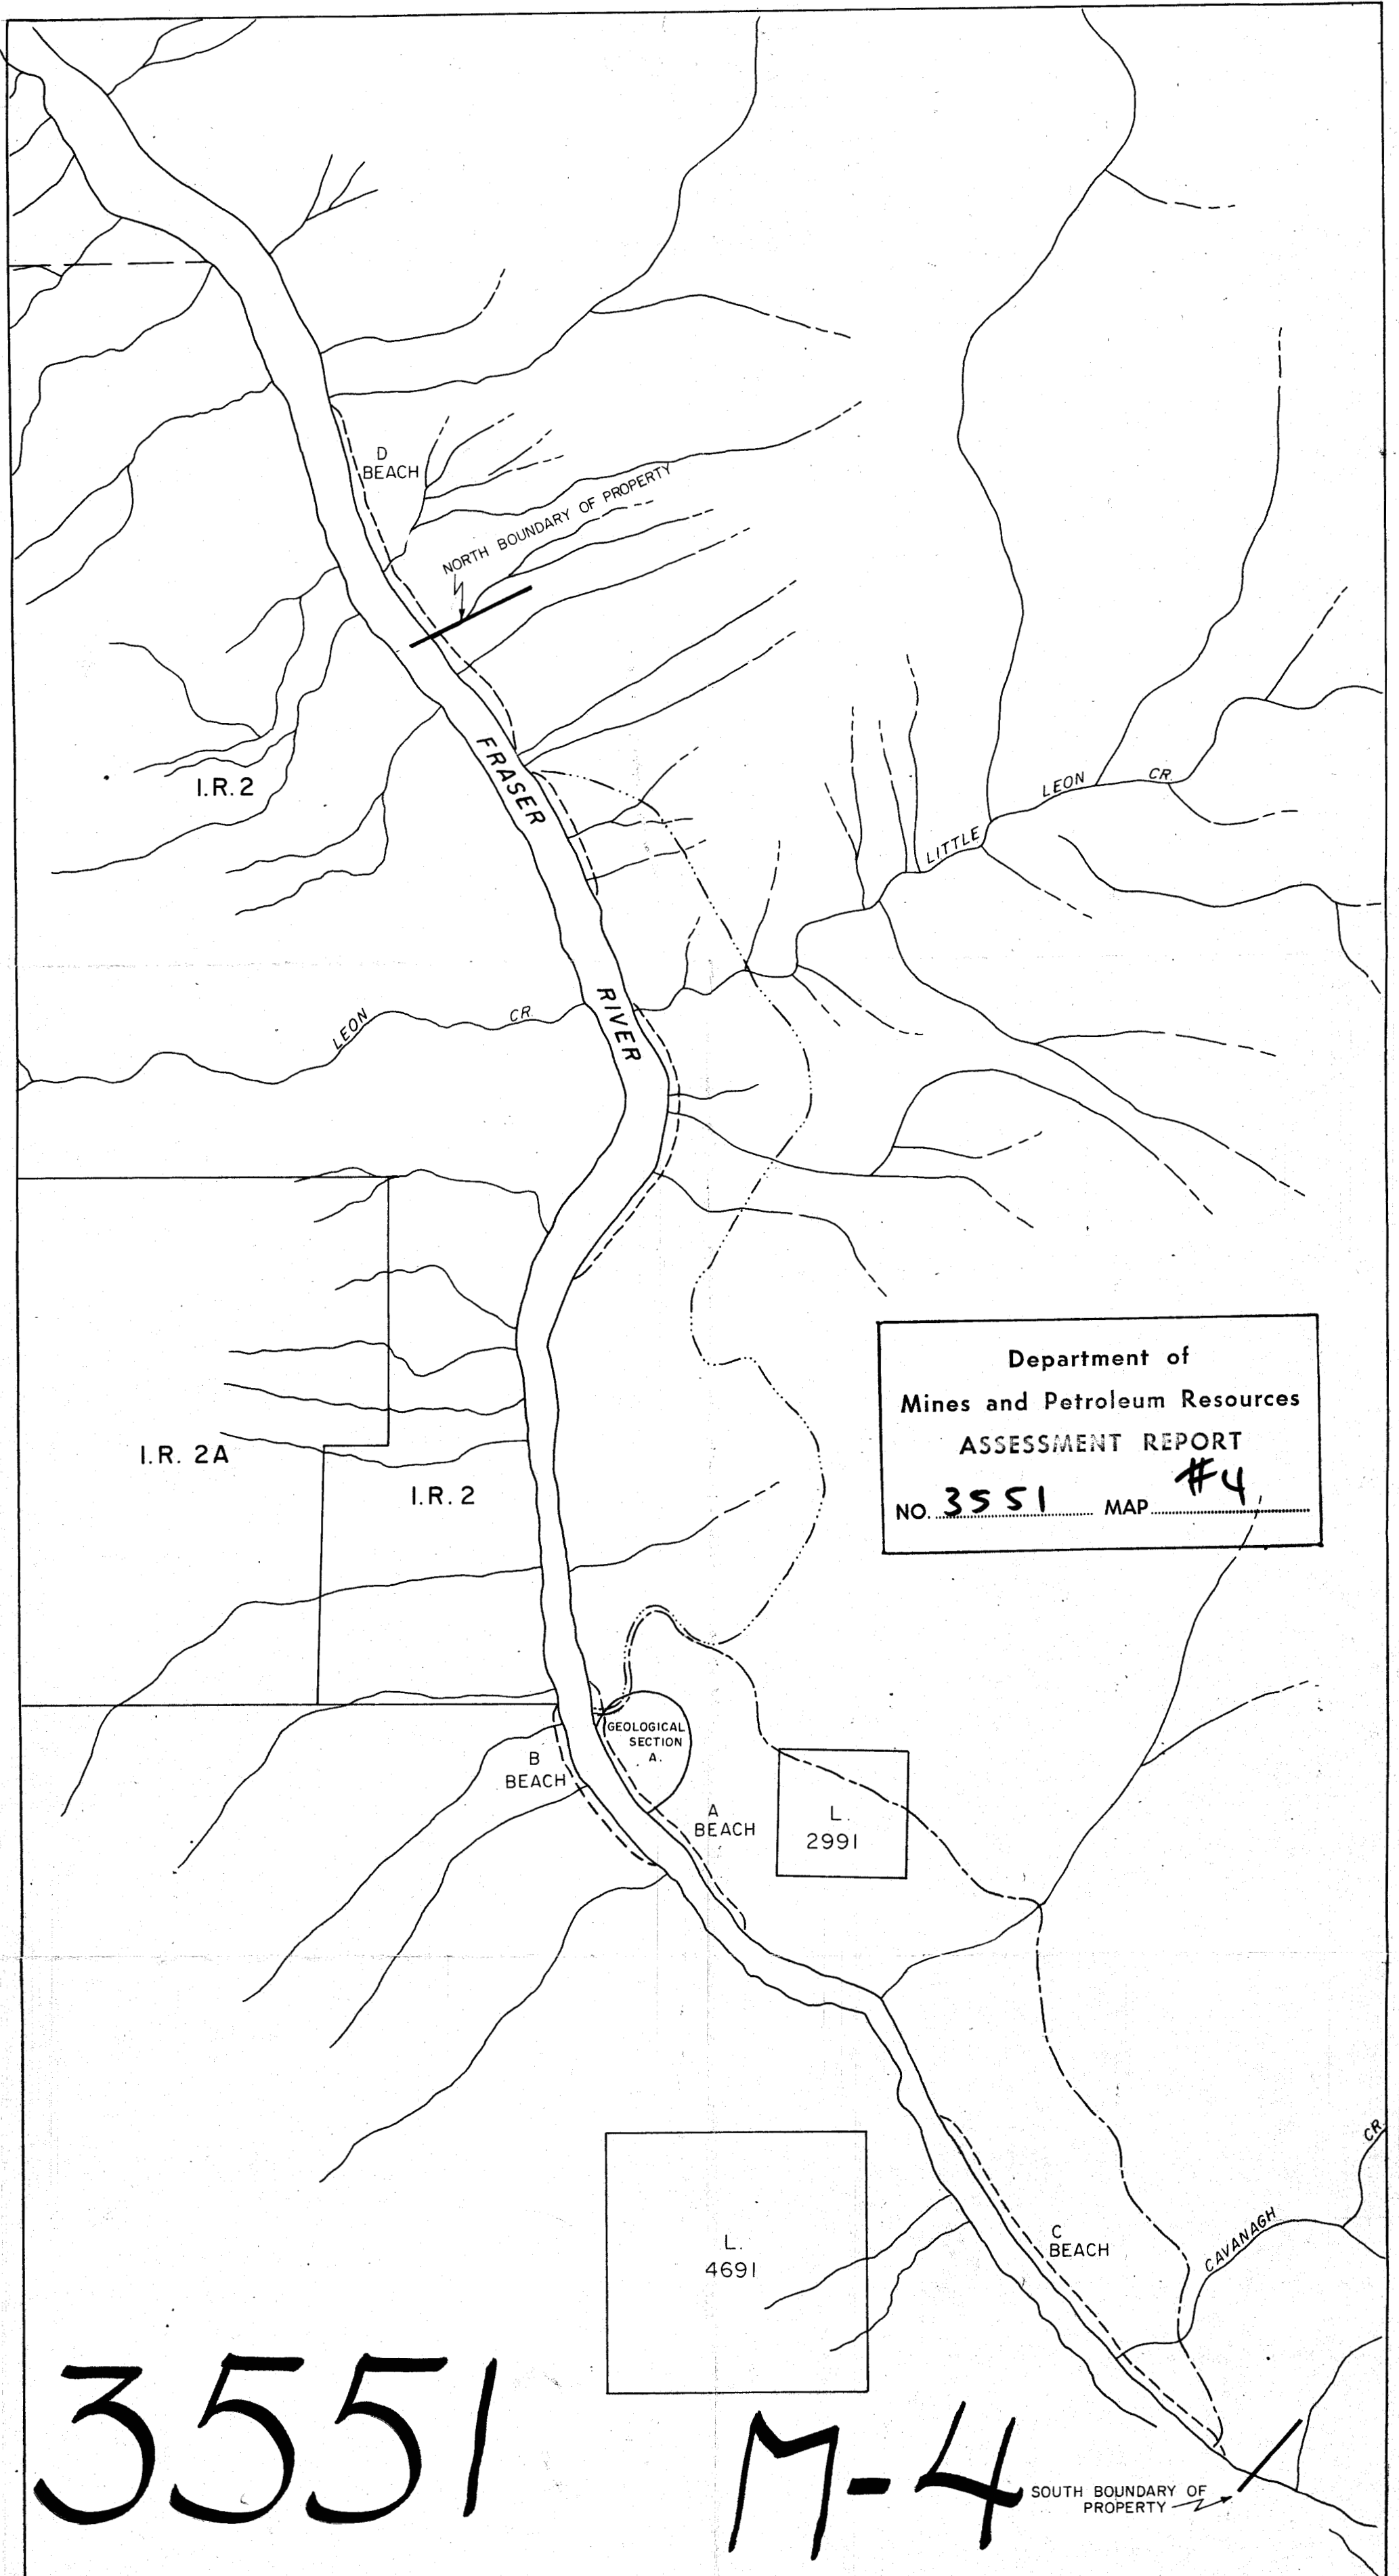 D
BEACH
NORTH BOUNDARY OF PROPERTY
FRASER
I.R. 2
LEON CR.
LITTLE
RIVER
LEON CR.
Department of
Mines and Petroleum Resources
ASSESSMENT REPORT
NO. 3551 MAP #4
I.R. 2A
I.R. 2
GEOLOGICAL
SECTION
A.
B
BEACH
A
BEACH
L.
2991
CR.
L.
4691
C
BEACH
CAVANAGH
3551
M-4
SOUTH BOUNDARY OF
PROPERTY